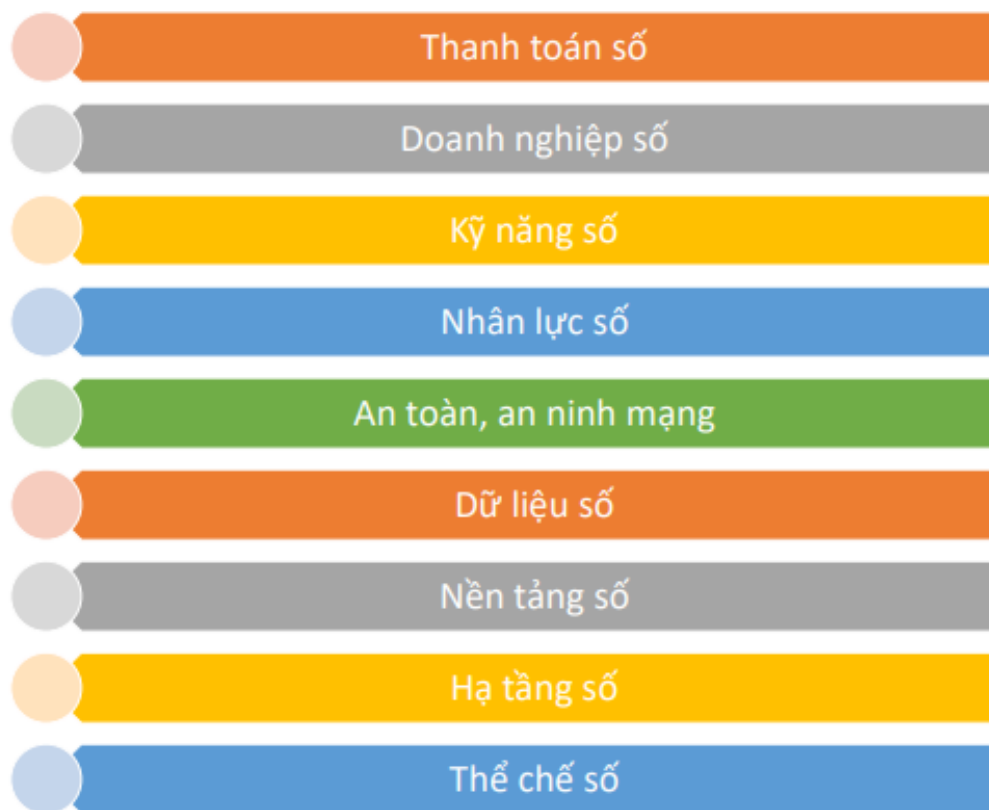 Thanh toán số
Doanh nghiệp số
Kỹ năng số
Nhân lực số
An toàn, an ninh mạng
Dữ liệu số
Nền tảng số
Hạ tầng số
Thể chế số